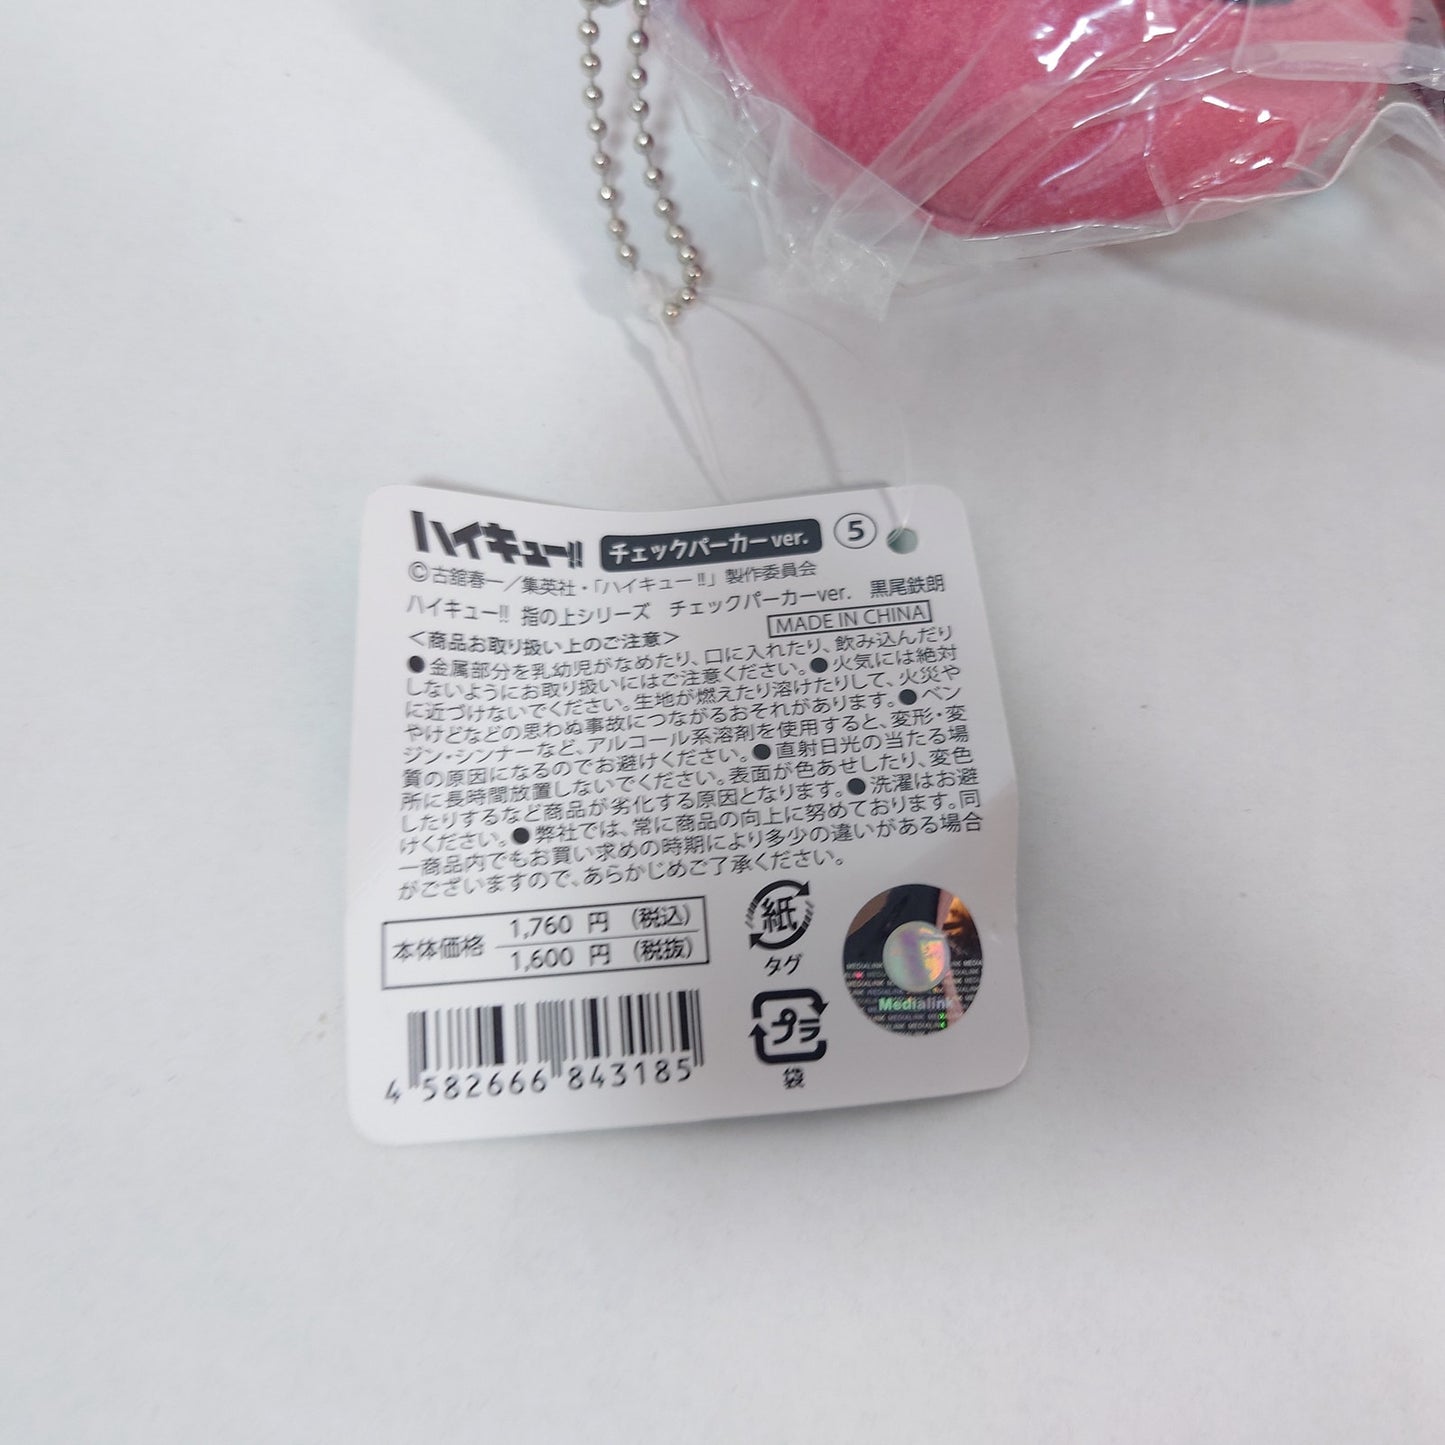 ハイキュー!! チェックパーカーver. ⑤
©古舘春一／集英社・「ハイキュー!!」製作委員会
ハイキュー!! 指の上シリーズ チェックパーカーver. 黒尾鉄朗
MADE IN CHINA
＜商品お取り扱い上のご注意＞
●金属部分を乳幼児がなめたり、口に入れたり、飲み込んだり
しないようにお取り扱いにはご注意ください。●火気には絶対
に近づけないでください。生地が燃えたり溶けたりして、火災や
やけどなどの思わぬ事故につながるおそれがあります。●ベン
ジン・シンナーなど、アルコール系溶剤を使用すると、変形・変
質の原因になるのでお避けください。●直射日光の当たる場
所に長時間放置しないでください。表面が色あせしたり、変色
したりするなど商品が劣化する原因となります。●洗濯はお避
けください。●弊社では、常に商品の向上に努めております。同
一商品内でもお買い求めの時期により多少の違いがある場合
がございますので、あらかじめご了承ください。
本体価格 1,760 円 （税込）
1,600 円 （税抜）
紙
タグ
プラ
袋
Medialink
4 582666 843185